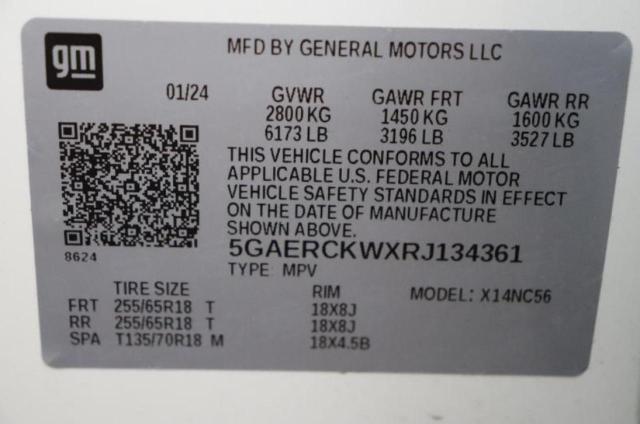 gm
MFD BY GENERAL MOTORS LLC
01/24 GVWR GAWR FRT GAWR RR
2800 KG 1450 KG 1600 KG
6173 LB 3196 LB 3527 LB
THIS VEHICLE CONFORMS TO ALL
APPLICABLE U.S. FEDERAL MOTOR
VEHICLE SAFETY STANDARDS IN EFFECT
ON THE DATE OF MANUFACTURE
SHOWN ABOVE.
8624 5GAERCKWXRJ134361
TYPE: MPV
TIRE SIZE RIM MODEL: X14NC56
FRT 255/65R18 T 18X8J
RR 255/65R18 T 18X8J
SPA T135/70R18 M 18X4.5B